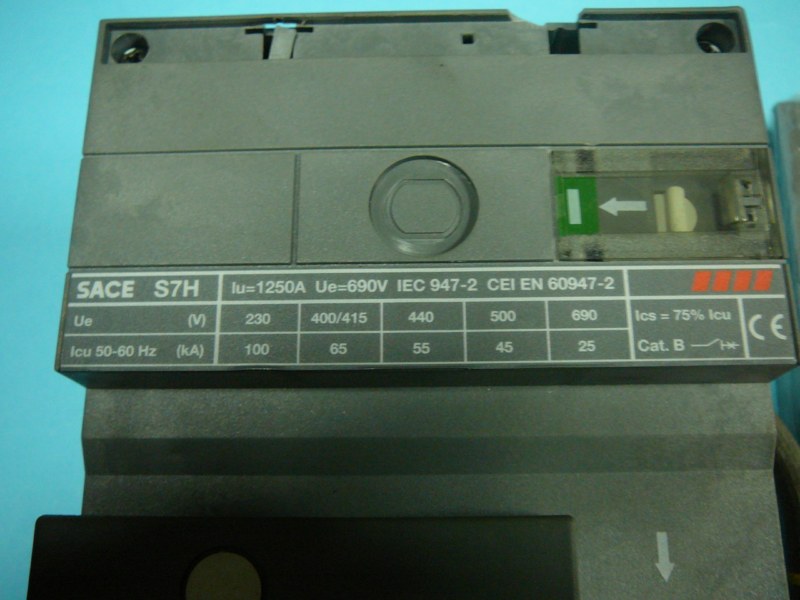 SACE S7H Iu=1250A Ue=690V IEC 947-2 CEI EN 60947-2
Ue (V) 230 400/415 440 500 690 Ics = 75% Icu
Icu 50-60 Hz (kA) 100 65 55 45 25 Cat. B
CE